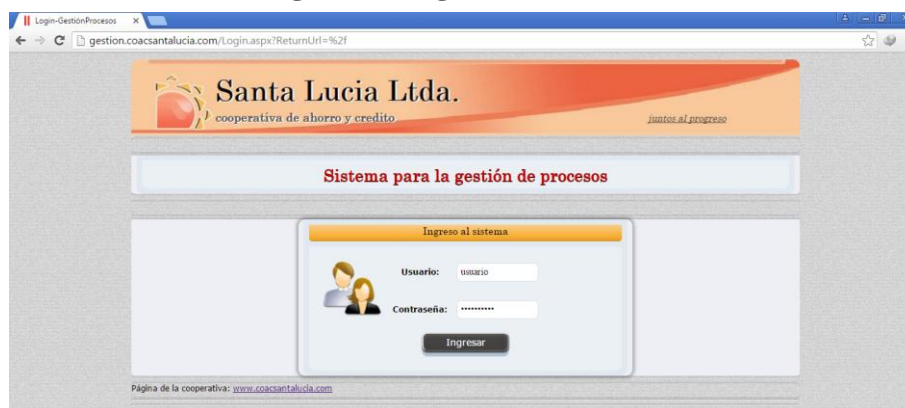 Login-GestiónProcesos
gestion.coacsantalucia.com/Login.aspx?ReturnUrl=%2f
Santa Lucia Ltda.
cooperativa de ahorro y credito
juntos al progreso
Sistema para la gestión de procesos
Ingreso al sistema
Usuario: usuario
Contraseña: ••••••••••
Ingresar
Página de la cooperativa: www.coacsantalucia.com